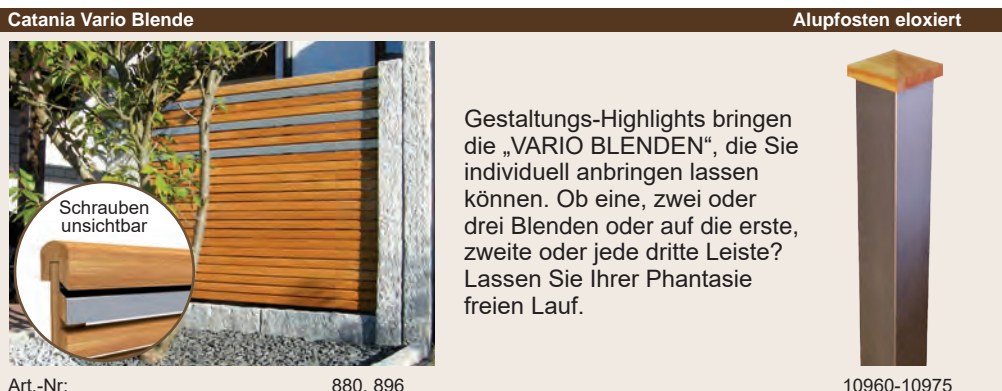 Catania Vario Blende
Alupfosten eloxiert
Schrauben
unsichtbar
Gestaltungs-Highlights bringen
die „VARIO BLENDEN“, die Sie
individuell anbringen lassen
können. Ob eine, zwei oder
drei Blenden oder auf die erste,
zweite oder jede dritte Leiste?
Lassen Sie Ihrer Phantasie
freien Lauf.
Art.-Nr: 880, 896
10960-10975